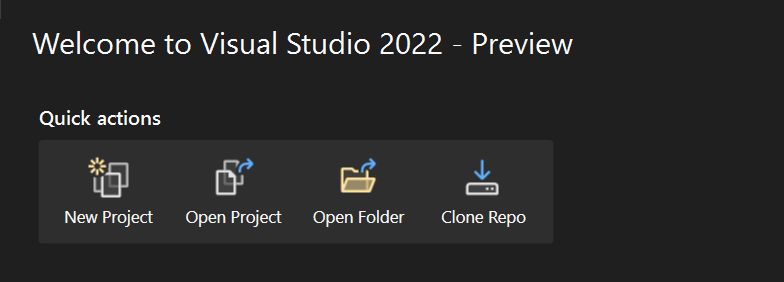 Welcome to Visual Studio 2022 - Preview
Quick actions
New Project Open Project Open Folder Clone Repo